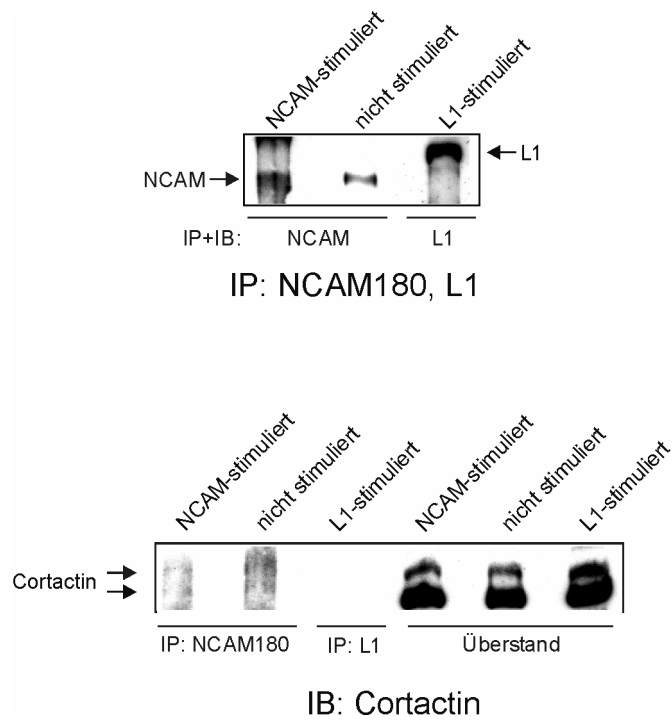 NCAM-stimuliert
nicht stimuliert
L1-stimuliert
NCAM
L1
IP+IB: NCAM L1
IP: NCAM180, L1
NCAM-stimuliert
nicht stimuliert
L1-stimuliert
NCAM-stimuliert
nicht stimuliert
L1-stimuliert
Cortactin
IP: NCAM180 IP: L1 Überstand
IB: Cortactin